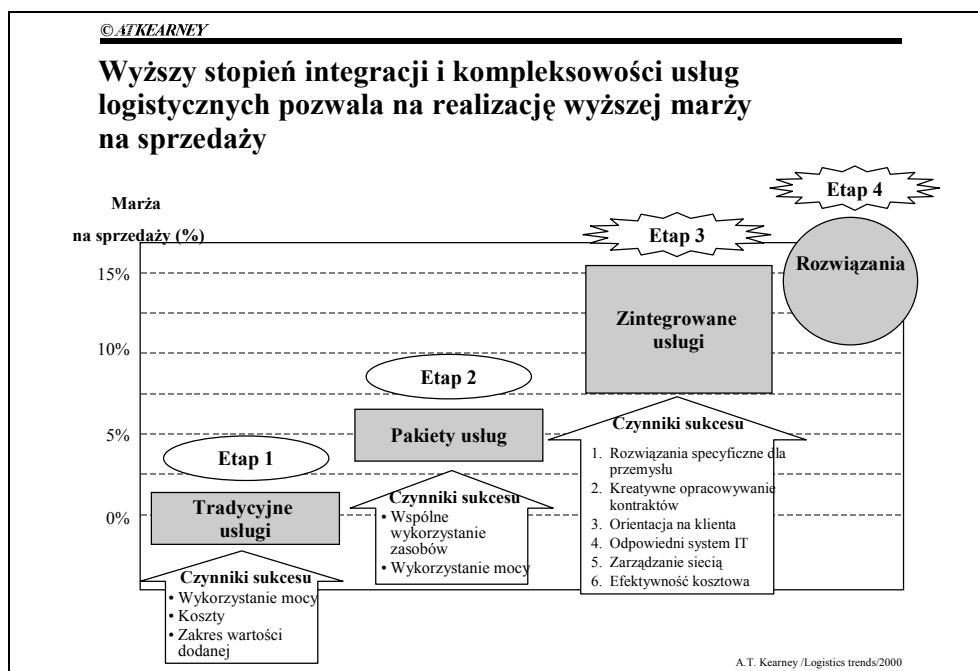 © ATKEARNEY
Wyższy stopień integracji i kompleksowości usług
logistycznych pozwala na realizację wyższej marży
na sprzedaży
Marża
na sprzedaży (%)
15%
10%
5%
0%
Etap 1
Tradycyjne
usługi
Czynniki sukcesu
• Wykorzystanie mocy
• Koszty
• Zakres wartości
dodanej
Etap 2
Pakiety usług
Czynniki sukcesu
• Wspólne
wykorzystanie
zasobów
• Wykorzystanie mocy
Etap 3
Zintegrowane
usługi
Czynniki sukcesu
1. Rozwiązania specyficzne dla
przemysłu
2. Kreatywne opracowywanie
kontraktów
3. Orientacja na klienta
4. Odpowiedni system IT
5. Zarządzanie siecią
6. Efektywność kosztowa
Etap 4
Rozwiązania
A.T. Kearney /Logistics trends/2000